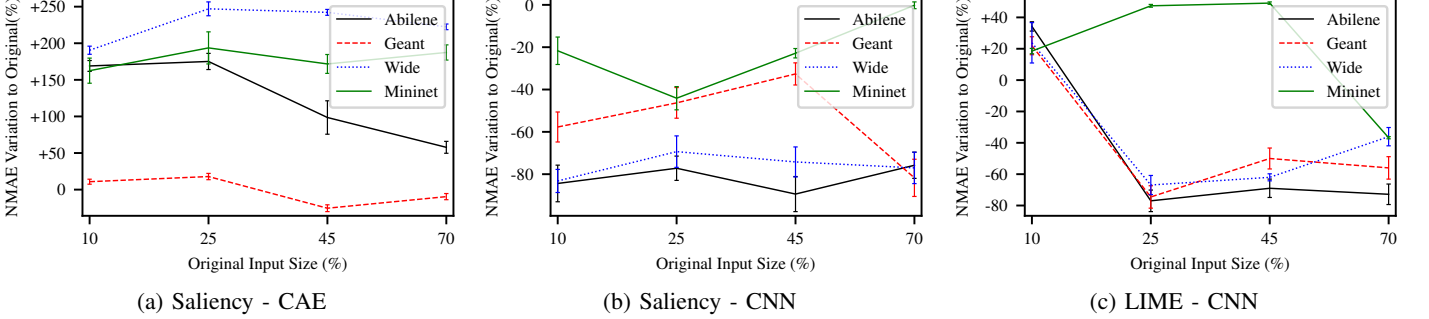 NMAE Variation to Original(%)
+250
+200
+150
+100
+50
0
10
25
45
70
Original Input Size (%)
Abilene
Geant
Wide
Mininet
(a) Saliency - CAE
NMAE Variation to Original(%)
0
-20
-40
-60
-80
10
25
45
70
Original Input Size (%)
Abilene
Geant
Wide
Mininet
(b) Saliency - CNN
NMAE Variation to Original(%)
+40
+20
0
-20
-40
-60
-80
10
25
45
70
Original Input Size (%)
Abilene
Geant
Wide
Mininet
(c) LIME - CNN